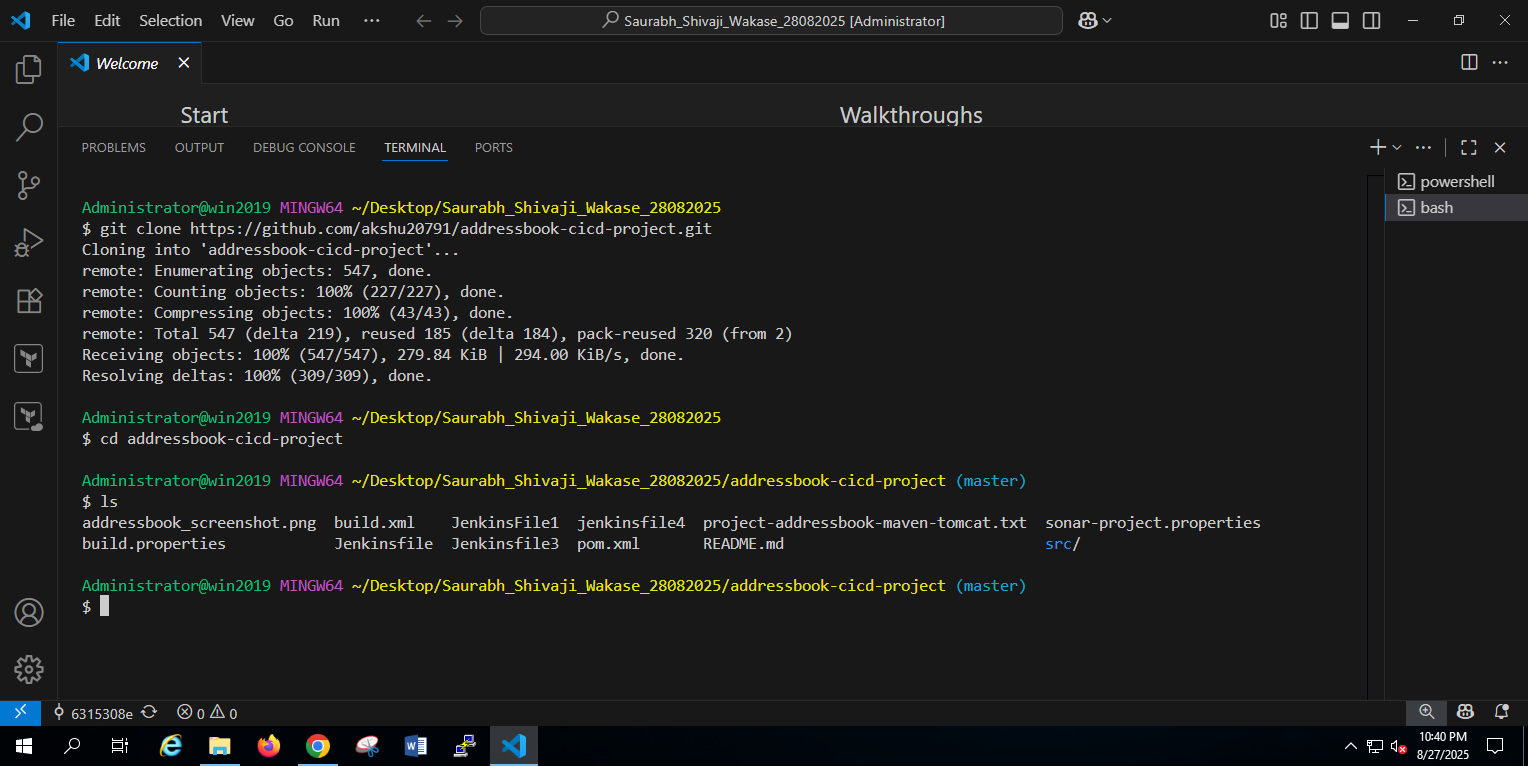 File Edit Selection View Go Run ··· Saurabh_Shivaji_Wakase_28082025 [Administrator]
Welcome
Start Walkthroughs
PROBLEMS OUTPUT DEBUG CONSOLE TERMINAL PORTS
powershell
bash
Administrator@win2019 MINGW64 ~/Desktop/Saurabh_Shivaji_Wakase_28082025
$ git clone https://github.com/akshu20791/addressbook-cicd-project.git
Cloning into 'addressbook-cicd-project'...
remote: Enumerating objects: 547, done.
remote: Counting objects: 100% (227/227), done.
remote: Compressing objects: 100% (43/43), done.
remote: Total 547 (delta 219), reused 185 (delta 184), pack-reused 320 (from 2)
Receiving objects: 100% (547/547), 279.84 KiB | 294.00 KiB/s, done.
Resolving deltas: 100% (309/309), done.
Administrator@win2019 MINGW64 ~/Desktop/Saurabh_Shivaji_Wakase_28082025
$ cd addressbook-cicd-project
Administrator@win2019 MINGW64 ~/Desktop/Saurabh_Shivaji_Wakase_28082025/addressbook-cicd-project (master)
$ ls
addressbook_screenshot.png build.xml JenkinsFile1 jenkinsfile4 project-addressbook-maven-tomcat.txt sonar-project.properties
build.properties Jenkinsfile Jenkinsfile3 pom.xml README.md src/
Administrator@win2019 MINGW64 ~/Desktop/Saurabh_Shivaji_Wakase_28082025/addressbook-cicd-project (master)
$
6315308e 0 0
10:40 PM
8/27/2025